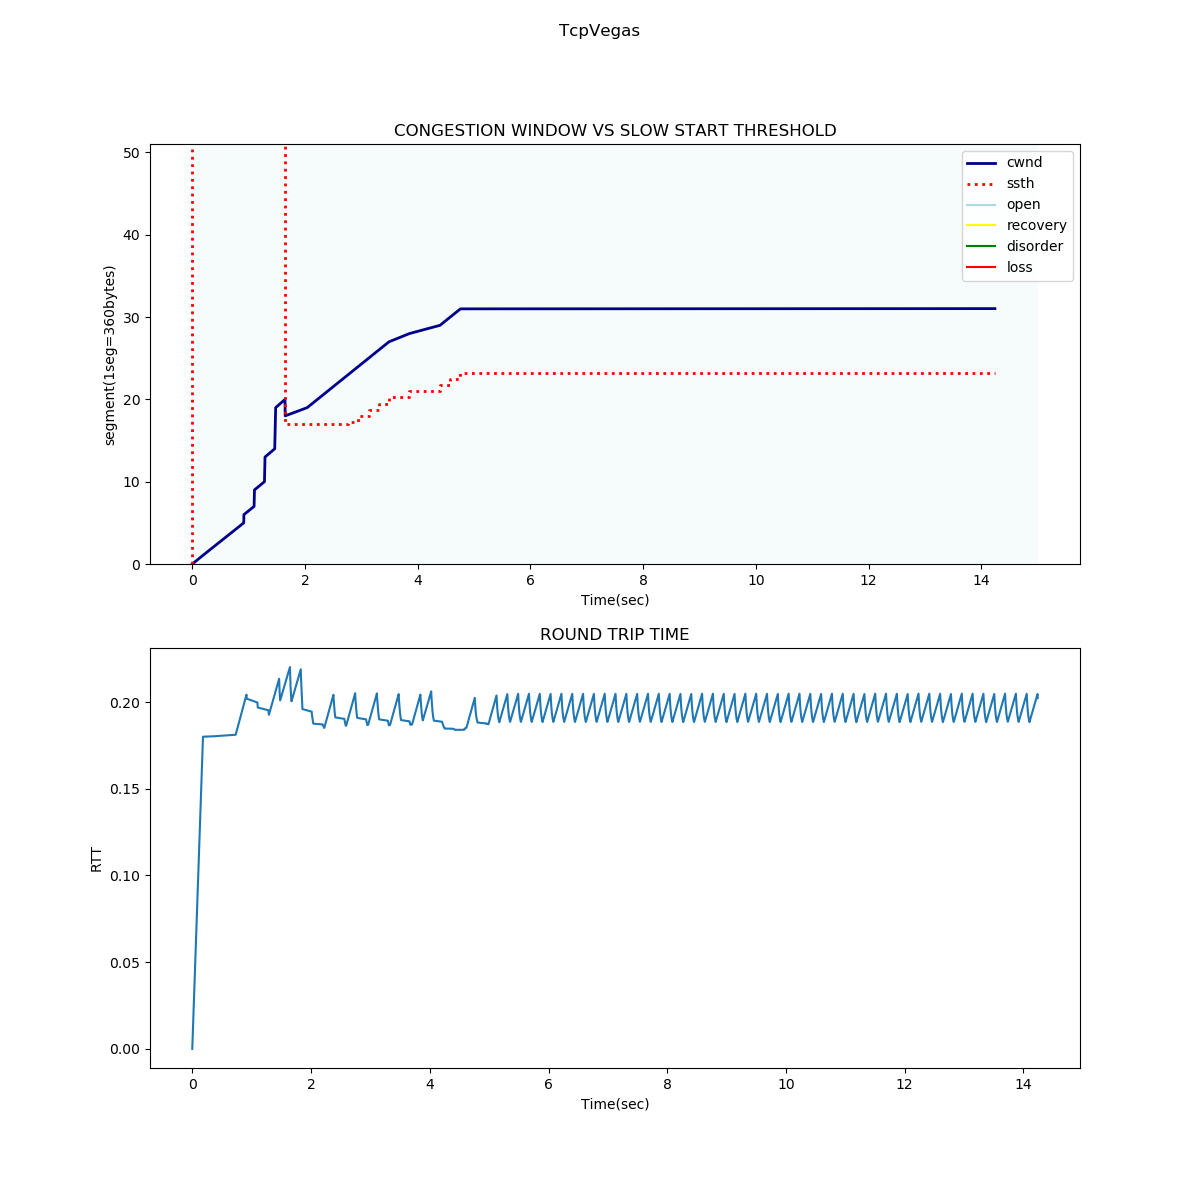 TcpVegas
CONGESTION WINDOW VS SLOW START THRESHOLD
50
40
30
20
10
0
segment(1seg=360bytes)
cwnd
ssth
open
recovery
disorder
loss
0 2 4 6 8 10 12 14
Time(sec)
ROUND TRIP TIME
0.20
0.15
0.10
0.05
0.00
RTT
0 2 4 6 8 10 12 14
Time(sec)